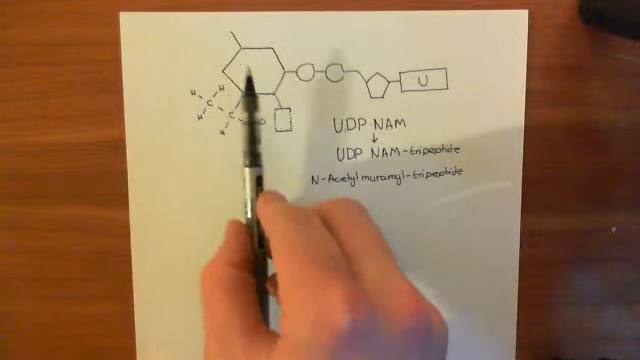 U
H
H
C
H
C
H
UDP NAM
UDP NAM-tripeptide
N-Acetyl muramyl-tripeptide